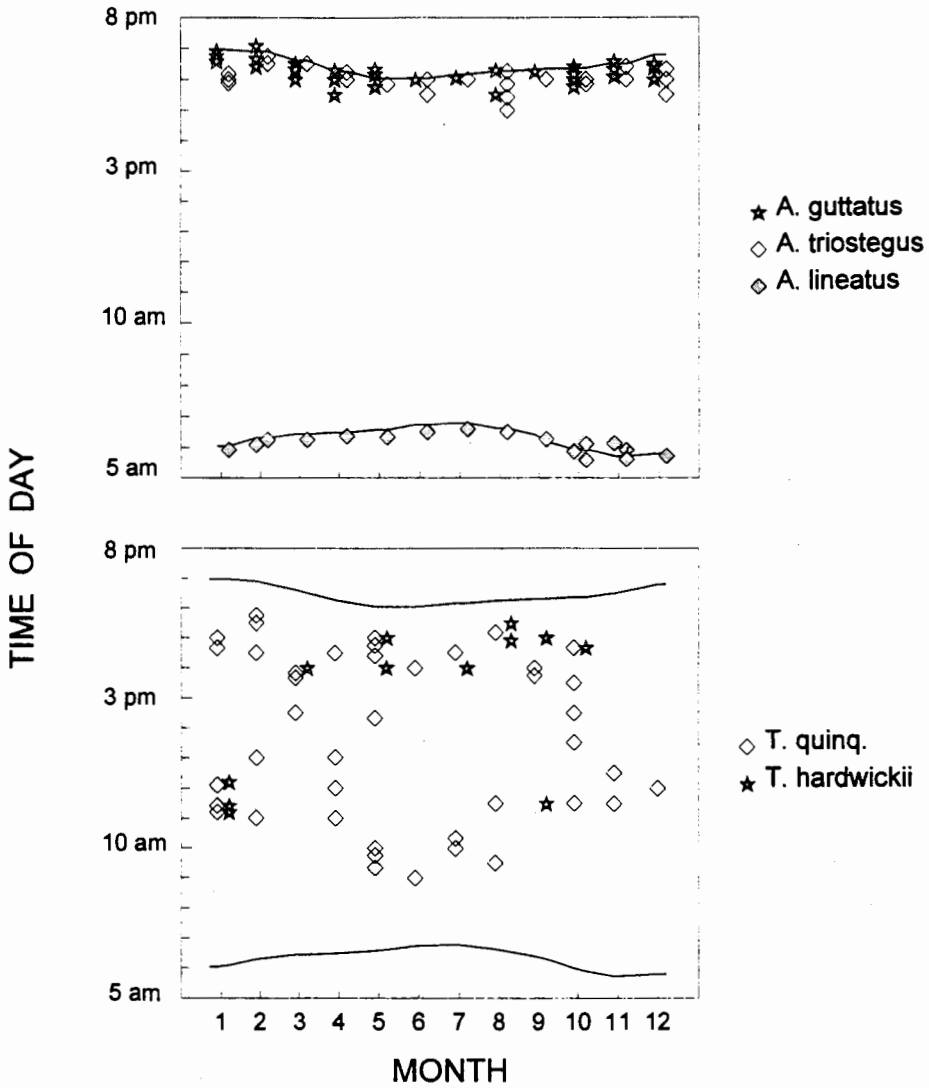 8 pm
3 pm
10 am
5 am
A. guttatus
A. triostegus
A. lineatus
TIME OF DAY
8 pm
3 pm
10 am
5 am
T. quinq.
T. hardwickii
1 2 3 4 5 6 7 8 9 10 11 12
MONTH